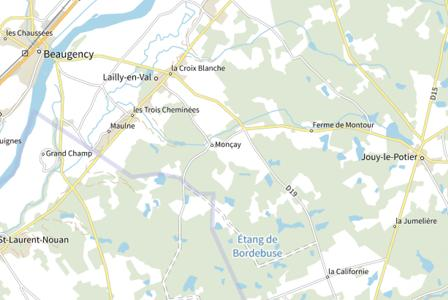 les Chaussées
Beaugency
la Croix Blanche
Lailly-en-Val
D15
les Trois Cheminées
Maulne
Ferme de Montour
Monçay
Grand Champ
Jouy-le-Potier
D19
la Jumelière
St-Laurent-Nouan
Étang de
Bordebuse
la Californie